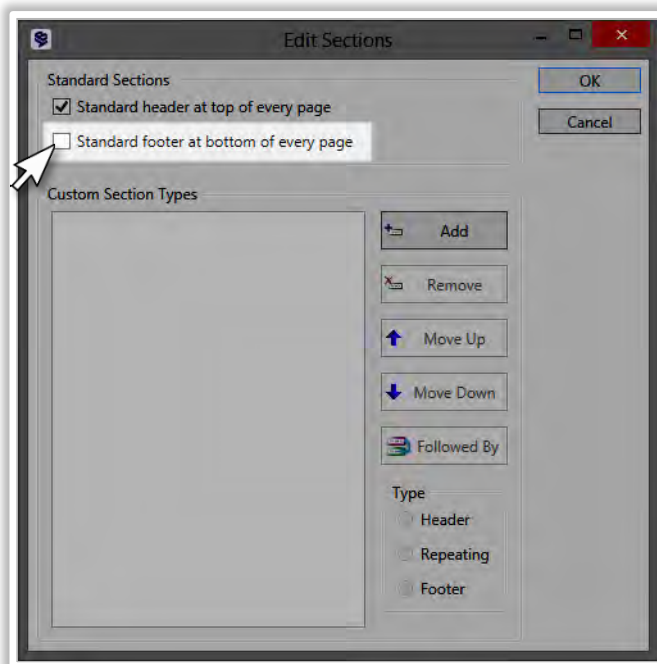 Edit Sections
Standard Sections
Standard header at top of every page
Standard footer at bottom of every page
OK
Cancel
Custom Section Types
Add
Remove
Move Up
Move Down
Followed By
Type
Header
Repeating
Footer